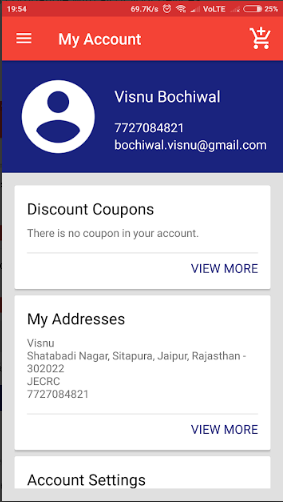 19:54
69.7K/s VoLTE 25%
My Account
Visnu Bochiwal
7727084821
bochiwal.visnu@gmail.com
Discount Coupons
There is no coupon in your account.
VIEW MORE
My Addresses
Visnu
Shatabadi Nagar, Sitapura, Jaipur, Rajasthan -
302022
JECRC
7727084821
VIEW MORE
Account Settings